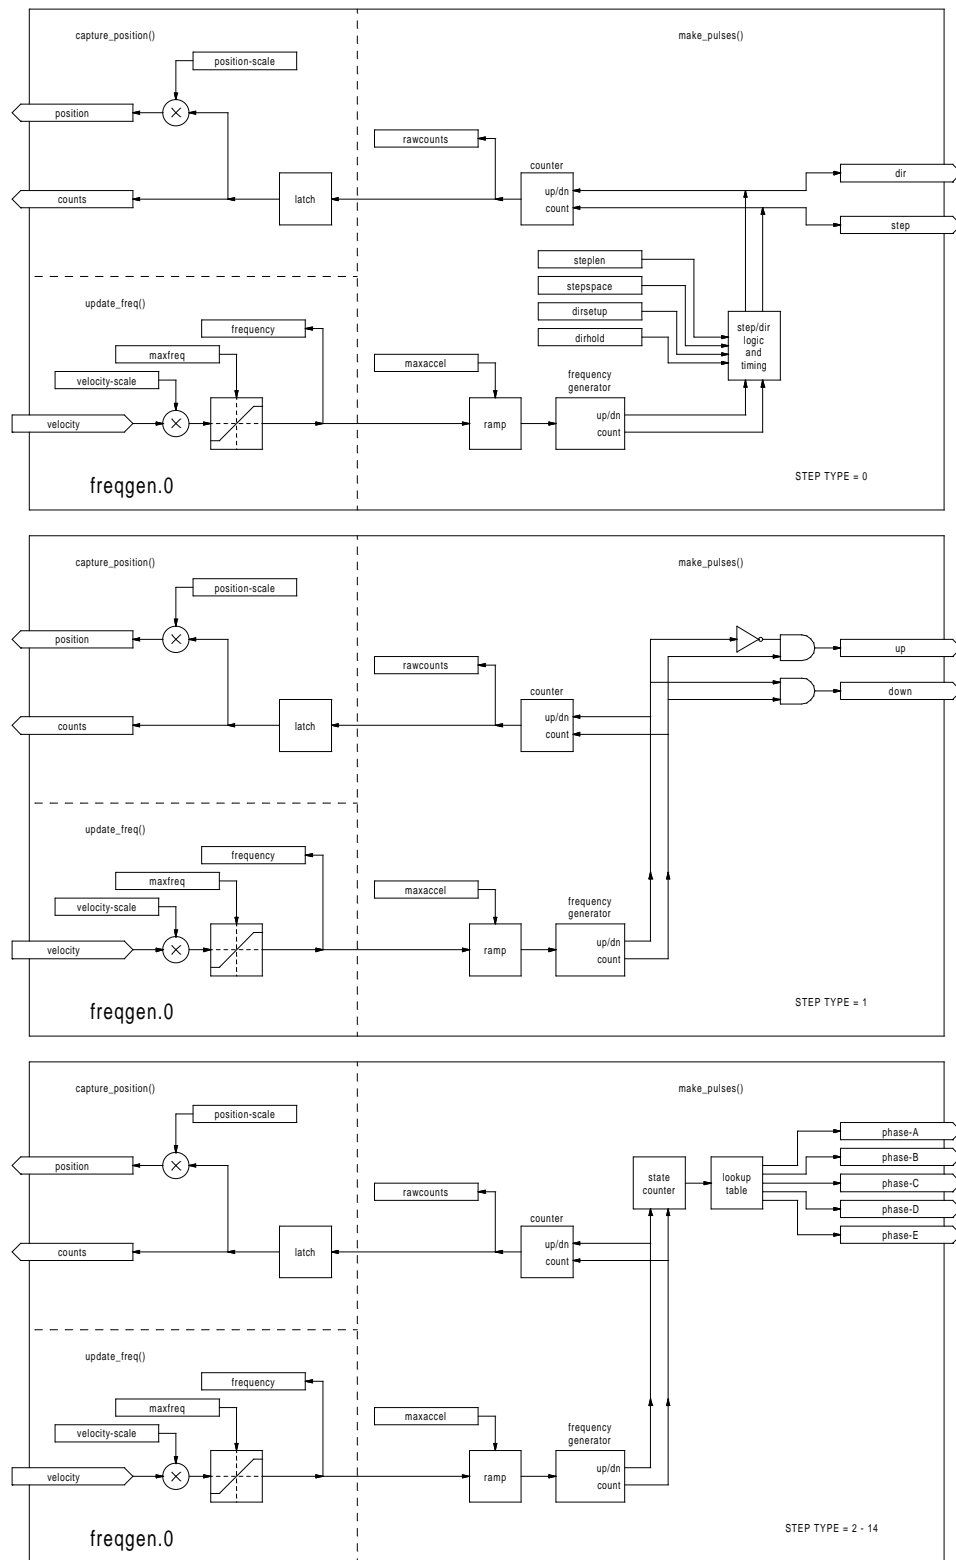 capture_position()
make_pulses()
position-scale
position
rawcounts
counter
counts
latch
up/dn
count
dir
step
steplen
stepspace
dirsetup
dirhold
step/dir
logic
and
timing
update_freq()
frequency
maxfreq
velocity-scale
velocity
maxaccel
ramp
frequency
generator
up/dn
count
freqgen.0
STEP TYPE = 0
capture_position()
make_pulses()
position-scale
position
rawcounts
counter
counts
latch
up/dn
count
up
down
update_freq()
frequency
maxfreq
velocity-scale
velocity
maxaccel
ramp
frequency
generator
up/dn
count
freqgen.0
STEP TYPE = 1
capture_position()
make_pulses()
position-scale
position
rawcounts
counter
counts
latch
up/dn
count
state
counter
lookup
table
phase-A
phase-B
phase-C
phase-D
phase-E
update_freq()
frequency
maxfreq
velocity-scale
velocity
maxaccel
ramp
frequency
generator
up/dn
count
freqgen.0
STEP TYPE = 2 - 14